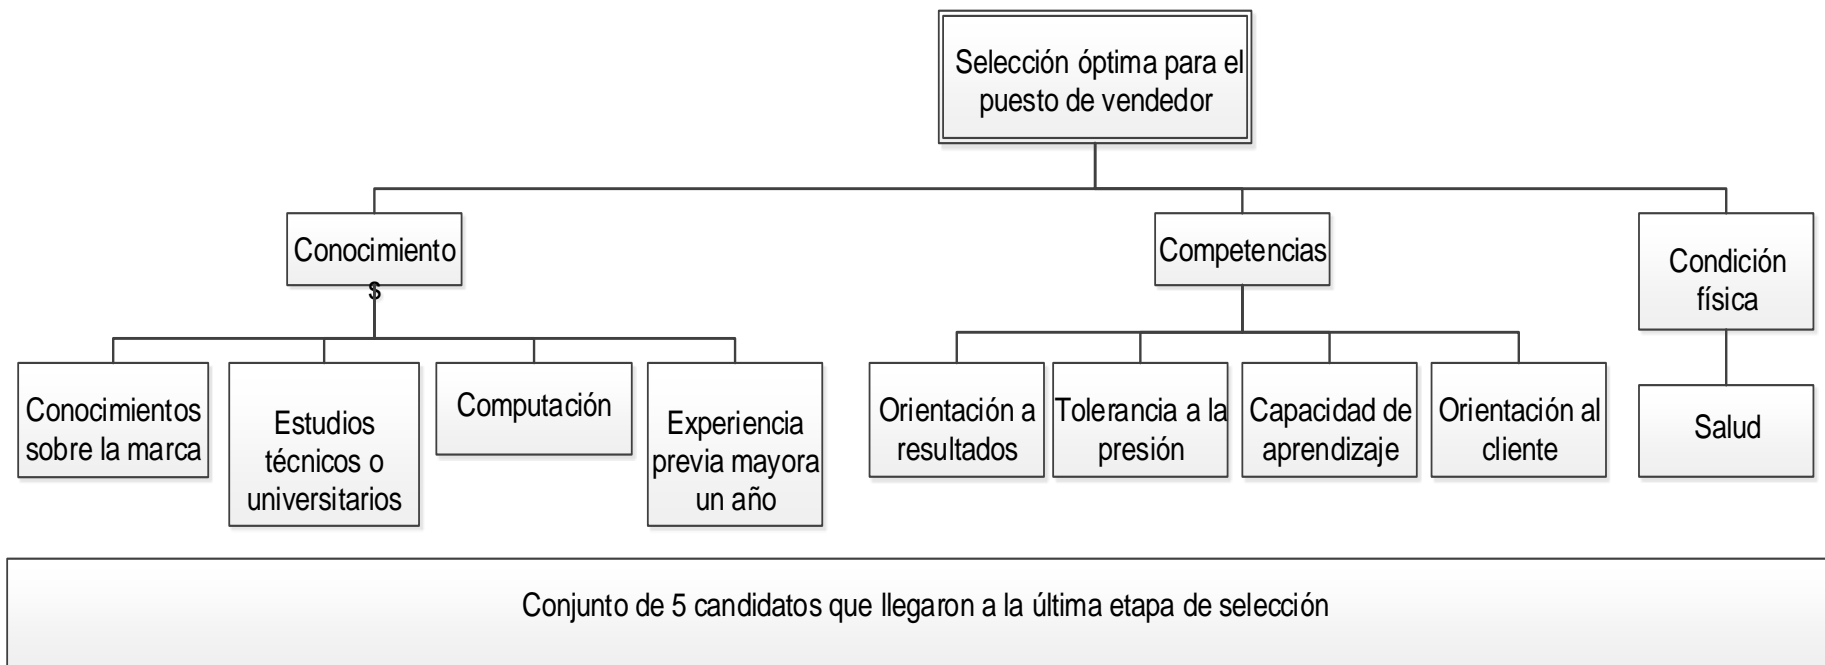 Selección óptima para el
puesto de vendedor
Conocimiento
s
Competencias
Condición
física
Conocimientos
sobre la marca
Estudios
técnicos o
universitarios
Computación
Experiencia
previa mayora
un año
Orientación a
resultados
Tolerancia a la
presión
Capacidad de
aprendizaje
Orientación al
cliente
Salud
Conjunto de 5 candidatos que llegaron a la última etapa de selección